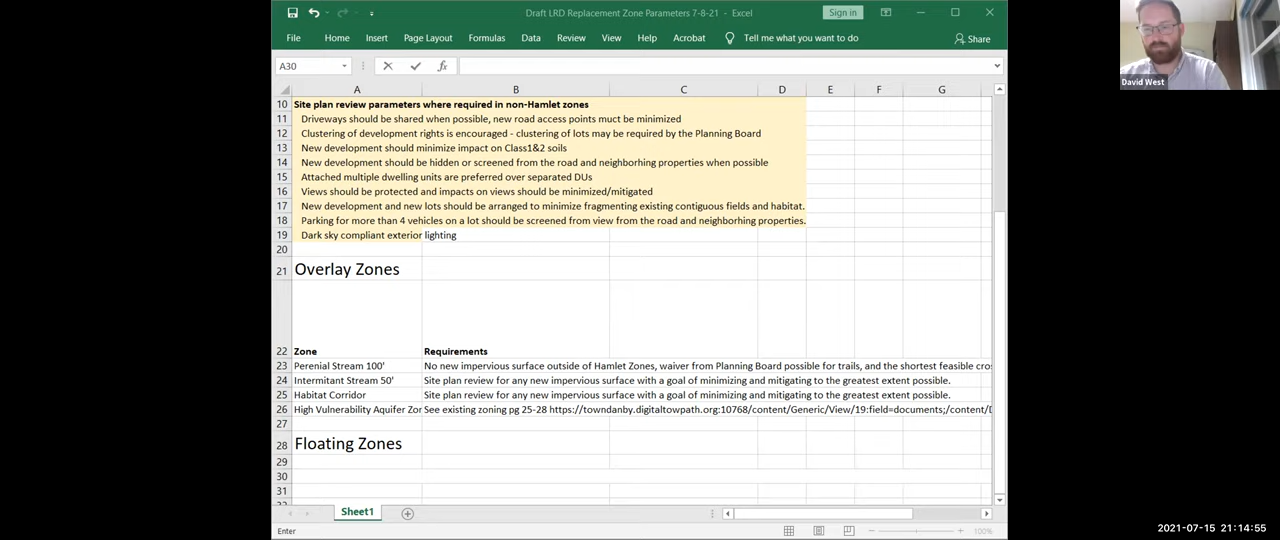 Draft LRD Replacement Zone Parameters 7-8-21 - Excel
Sign in
File Home Insert Page Layout Formulas Data Review View Help Acrobat Tell me what you want to do Share
A30
A B C D E F G
10 Site plan review parameters where required in non-Hamlet zones
11 Driveways should be shared when possible, new road access points muct be minimized
12 Clustering of development rights is encouraged - clustering of lots may be required by the Planning Board
13 New development should minimize impact on Class1&2 soils
14 New development should be hidden or screened from the road and neighborhing properties when possible
15 Attached multiple dwelling units are preferred over separated DUs
16 Views should be protected and impacts on views should be minimized/mitigated
17 New development and new lots should be arranged to minimize fragmenting existing contiguous fields and habitat.
18 Parking for more than 4 vehicles on a lot should be screened from view from the road and neighborhing properties.
19 Dark sky compliant exterior lighting
20
21 Overlay Zones
22 Zone Requirements
23 Perenial Stream 100' No new impervious surface outside of Hamlet Zones, waiver from Planning Board possible for trails, and the shortest feasible cro
24 Intermitant Stream 50' Site plan review for any new impervious surface with a goal of minimizing and mitigating to the greatest extent possible.
25 Habitat Corridor Site plan review for any new impervious surface with a goal of minimizing and mitigating to the greatest extent possible.
26 High Vulnerability Aquifer Zor See existing zoning pg 25-28 https://towndanby.digitaltowpath.org:10768/content/Generic/View/19:field=documents;/content/D
27
28 Floating Zones
29
30
31
Sheet1
Enter
100%
David West
2021-07-15 21:14:55